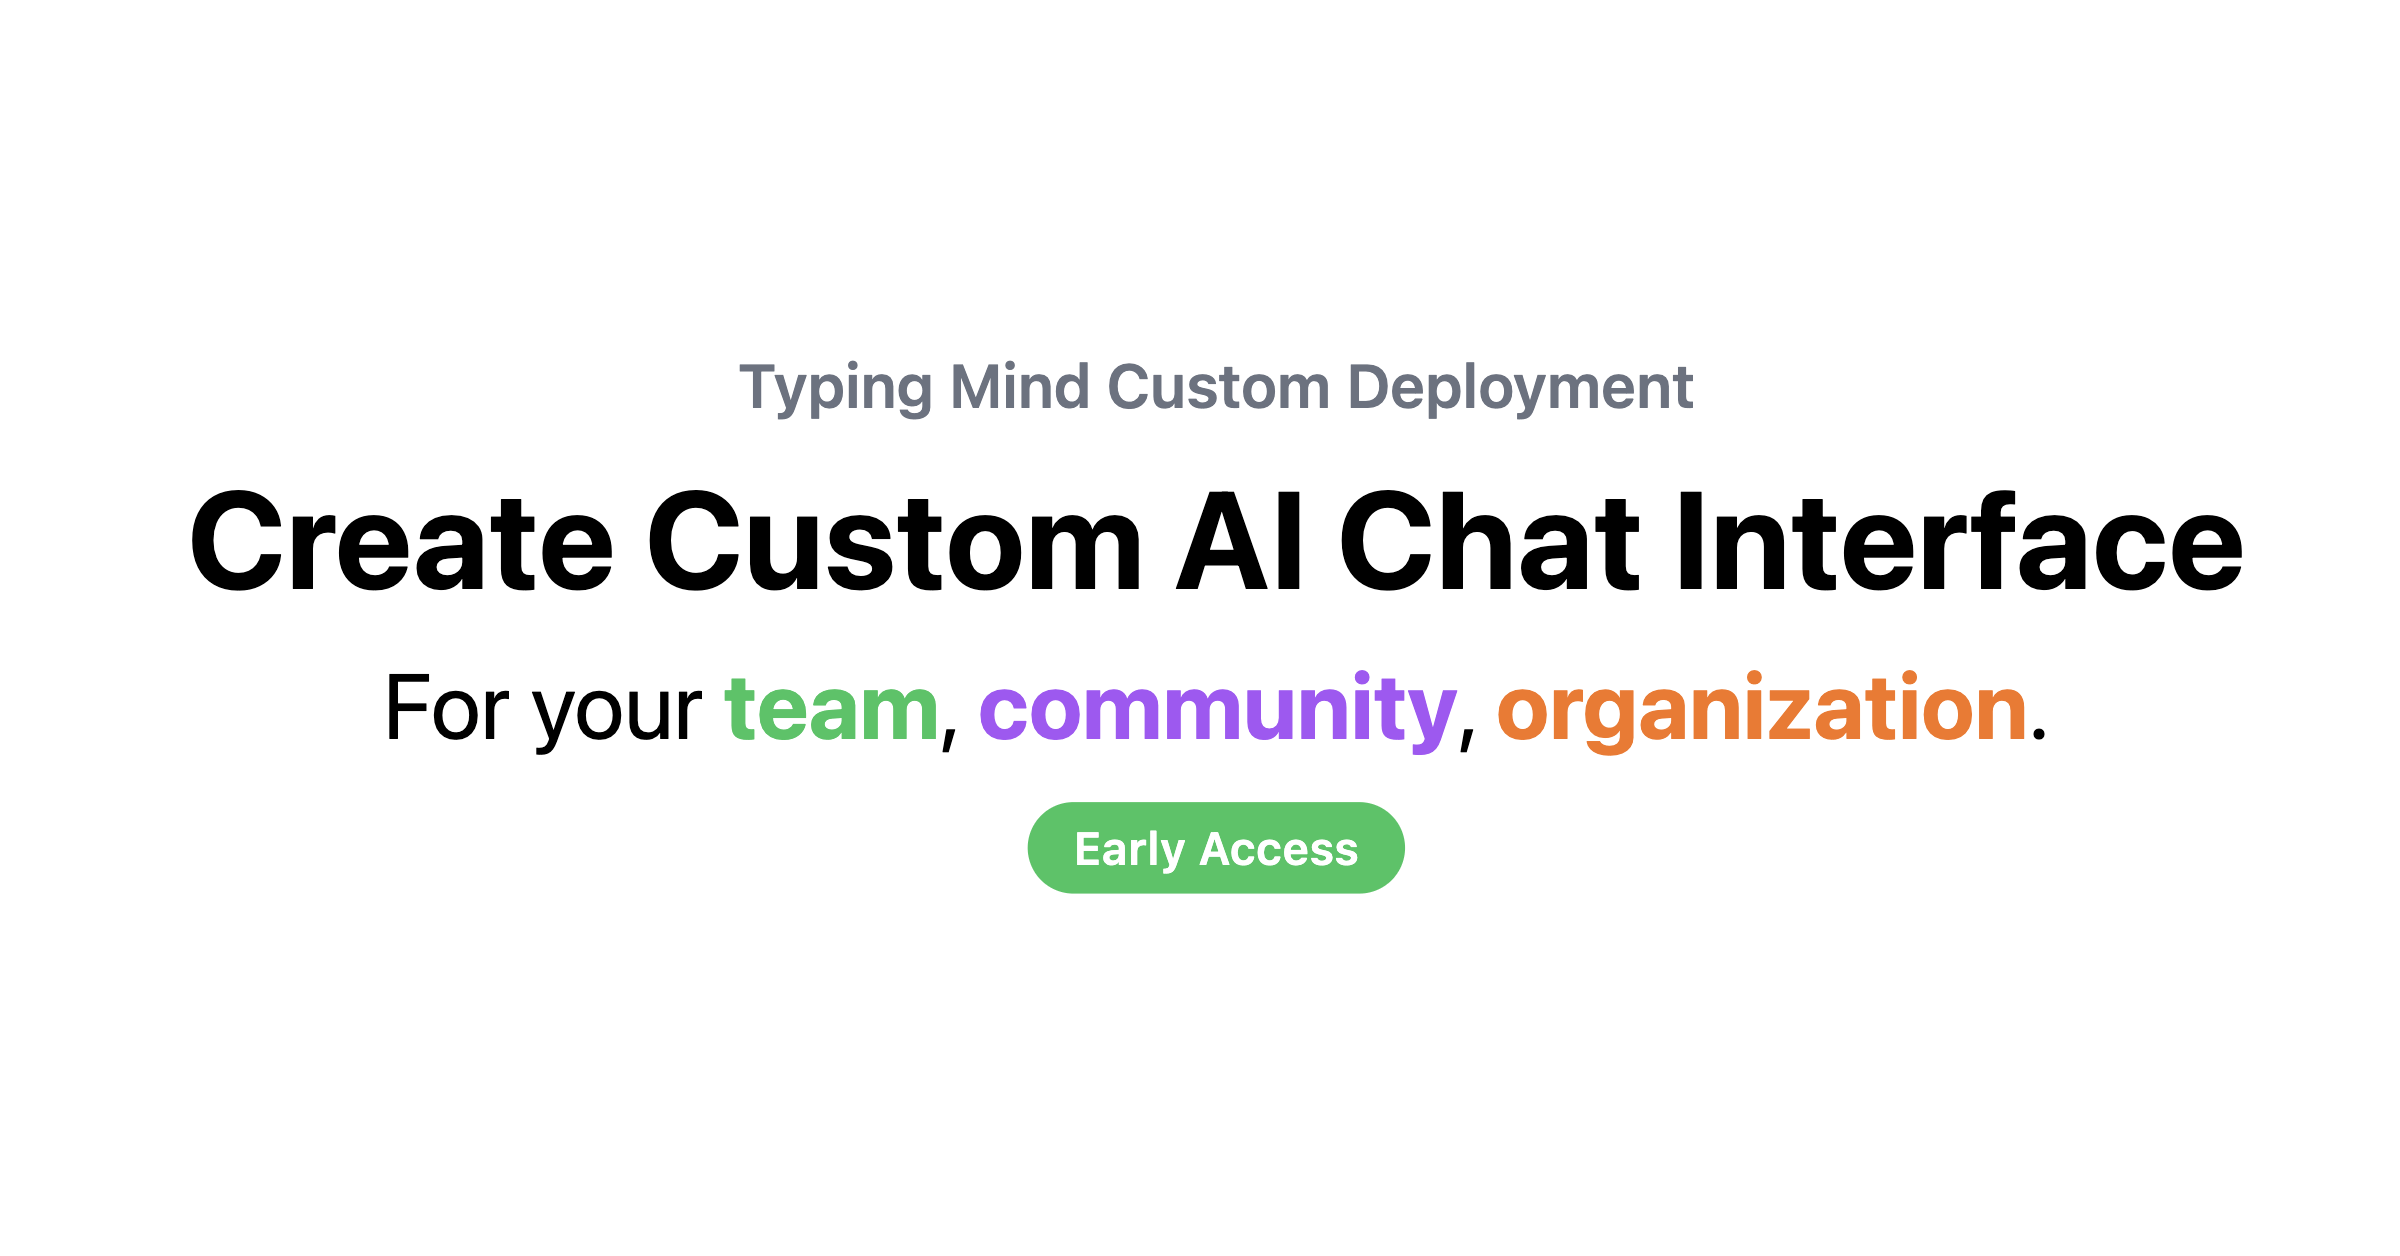 Typing Mind Custom Deployment
Create Custom AI Chat Interface
For your team, community, organization.
Early Access